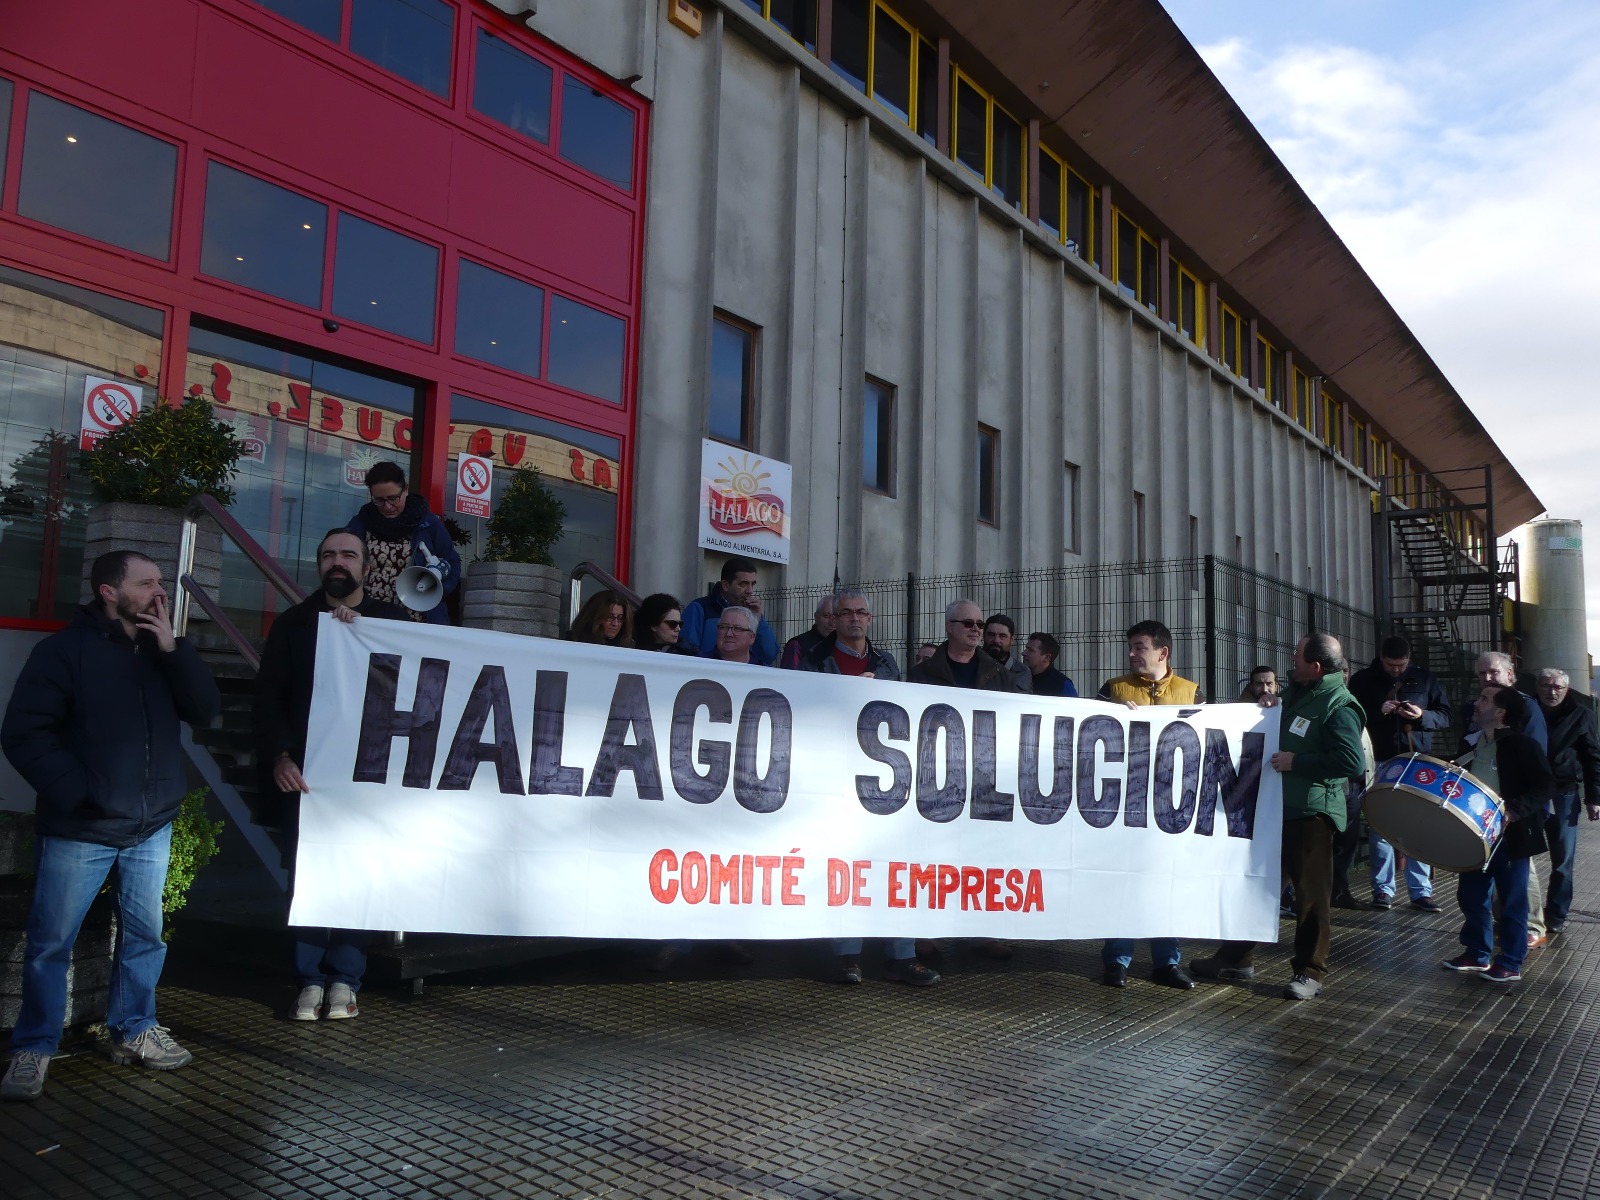 HALAGO
HALAGO ALIMENTARIA, S.A.
HALAGO SOLUCIÓN
COMITÉ DE EMPRESA